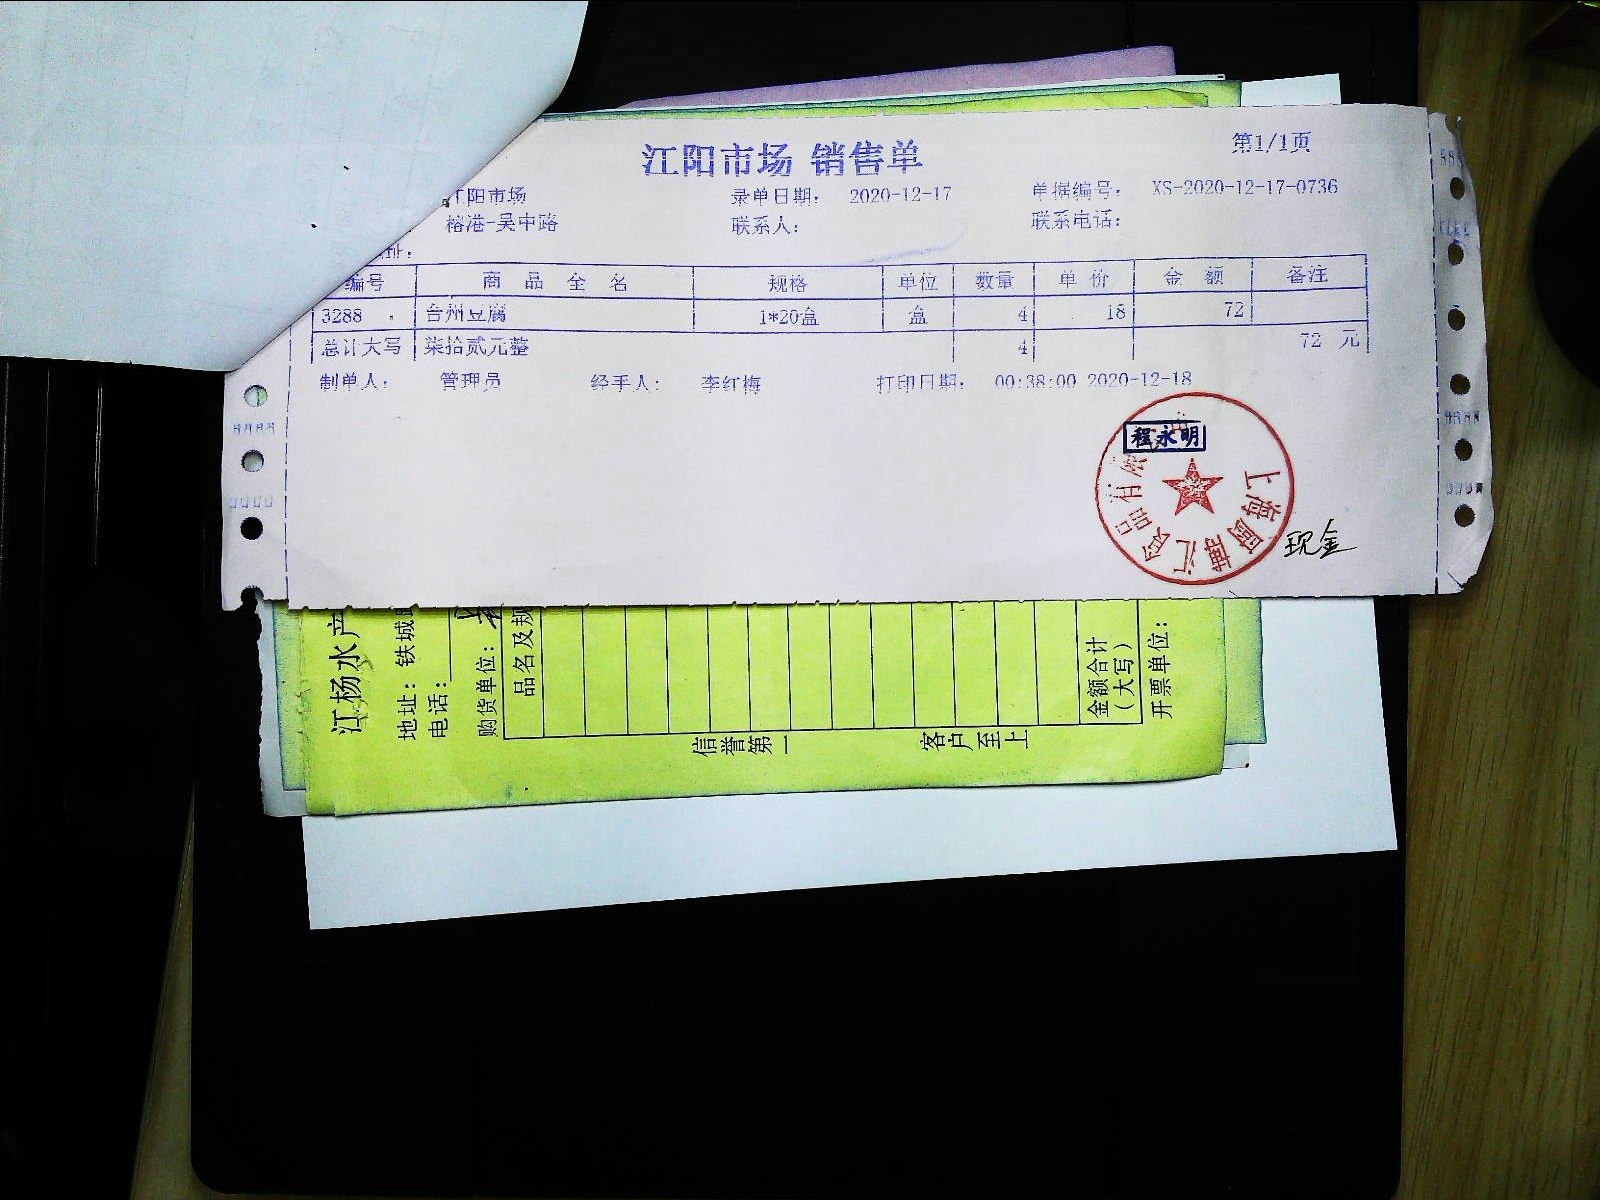 江阳市场 销售单
第1/1页
江阳市场 录单日期: 2020-12-17 单据编号: XS-2020-12-17-0736
榕港-吴中路 联系人: 联系电话:
址:
编号 商品全名 规格 单位 数量 单价 金额 备注
3288 台州豆腐 1*20盒 盒 4 18 72
总计大写 柒拾贰元整 4 72 元
制单人: 管理员 经手人: 李红梅 打印日期: 00:38:00 2020-12-18
程永明
现金
江杨水产
地址: 铁城
电话:
购货单位:
品名及规
金额合计
(大写)
开票单位:
信誉第一 客户至上